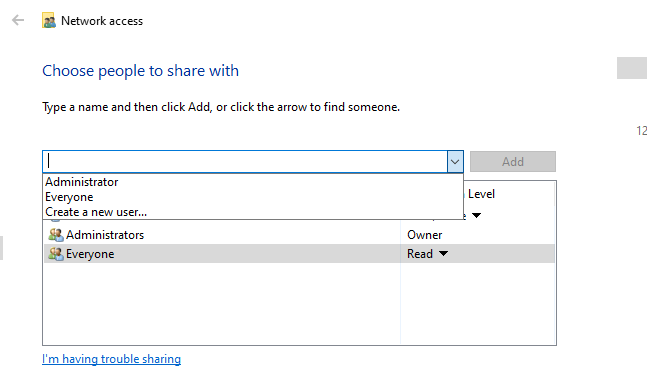 Network access
Choose people to share with
Type a name and then click Add, or click the arrow to find someone.
12
Add
Administrator
Everyone
Create a new user...
Level
Administrators Owner
Everyone Read
I'm having trouble sharing